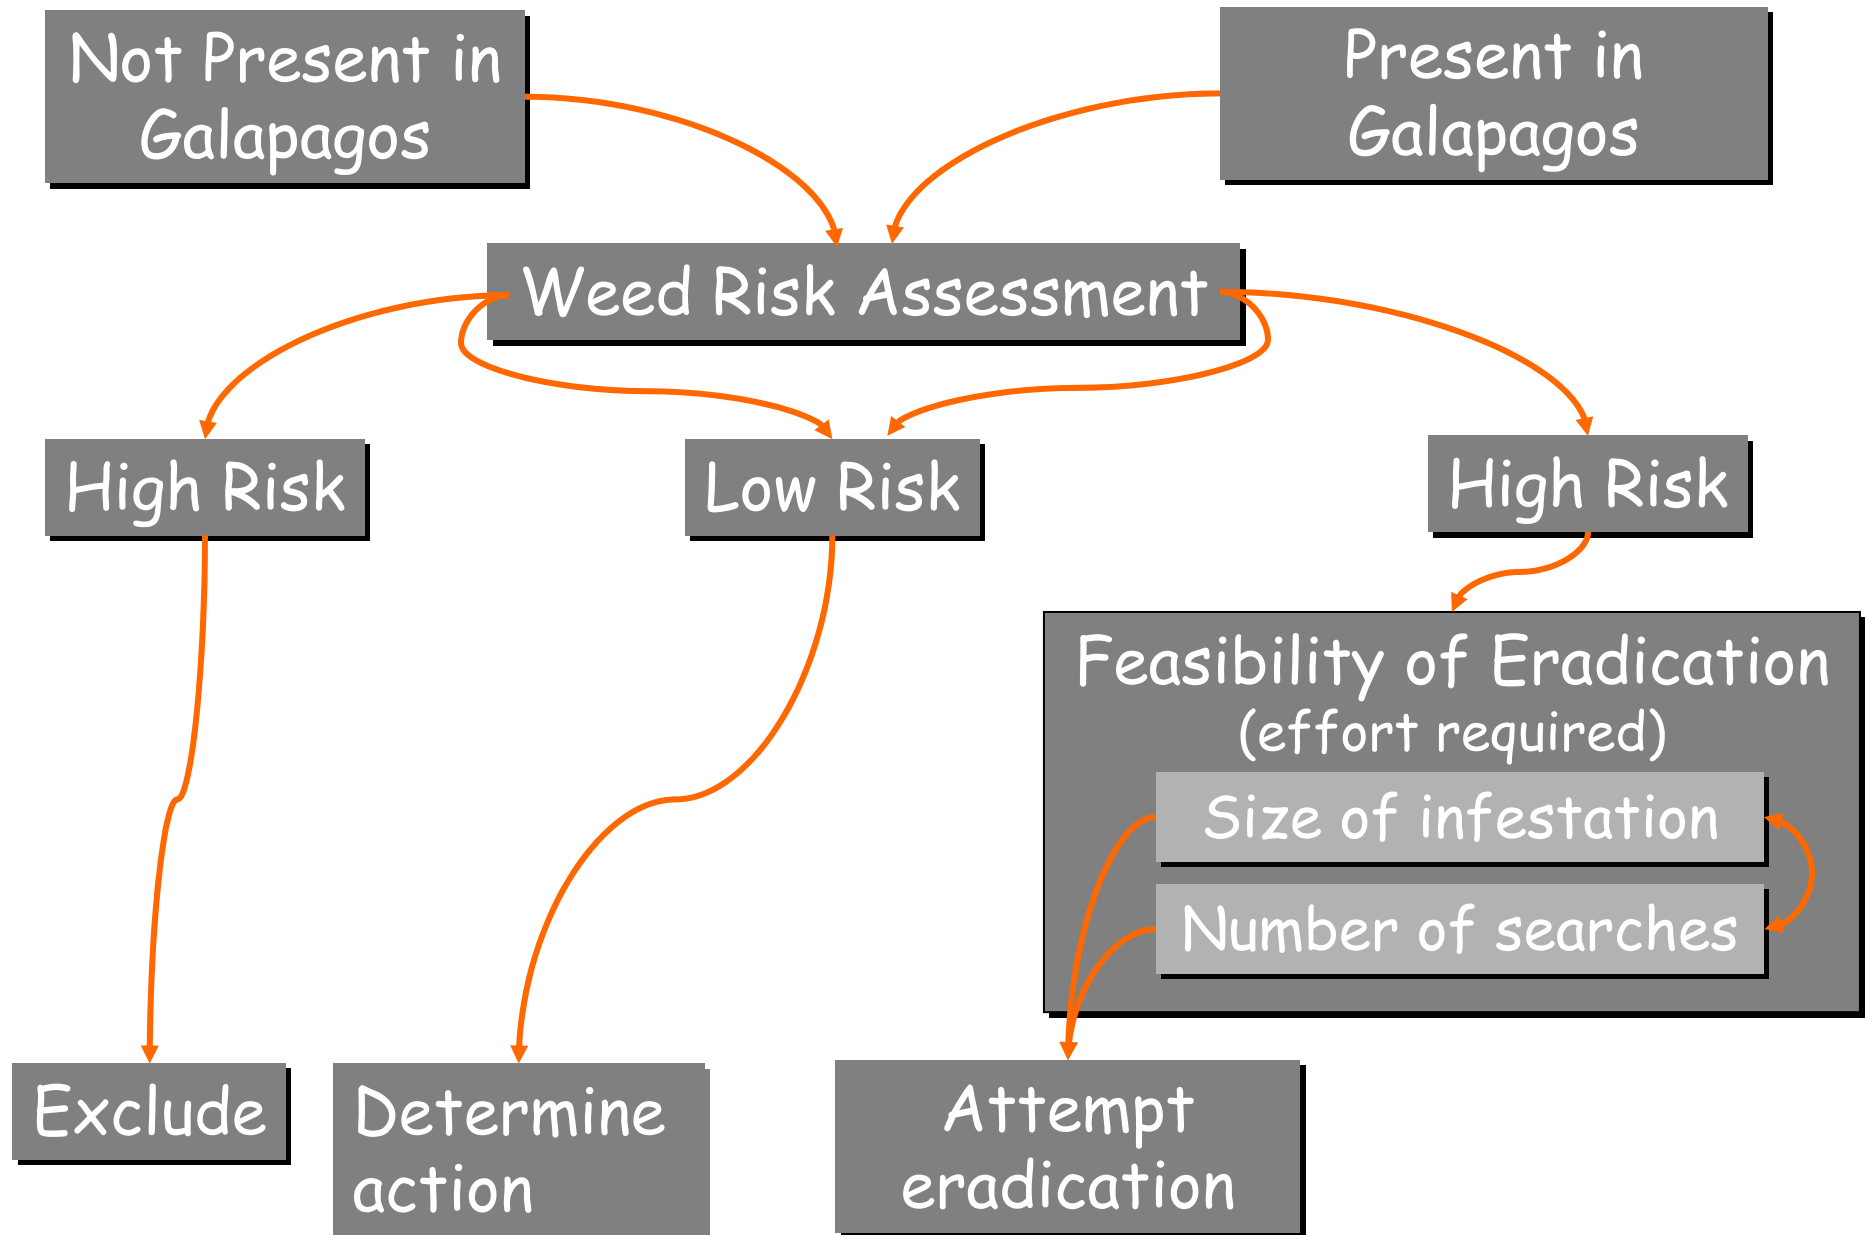 Not Present in
Galapagos
Present in
Galapagos
Weed Risk Assessment
High Risk
Low Risk
High Risk
Feasibility of Eradication
(effort required)
Size of infestation
Number of searches
Exclude
Determine
action
Attempt
eradication